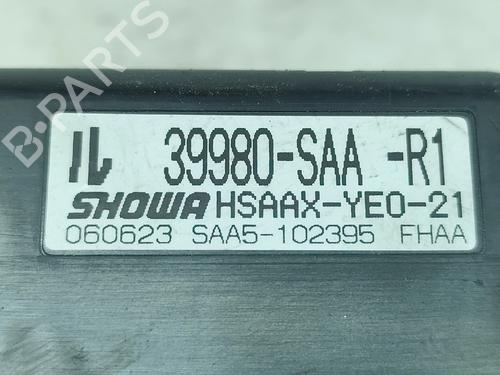 39980-SAA -R1
SHOWA HSAAX-YE0-21
060623 SAA5-102395 FHAA
B-PARTS